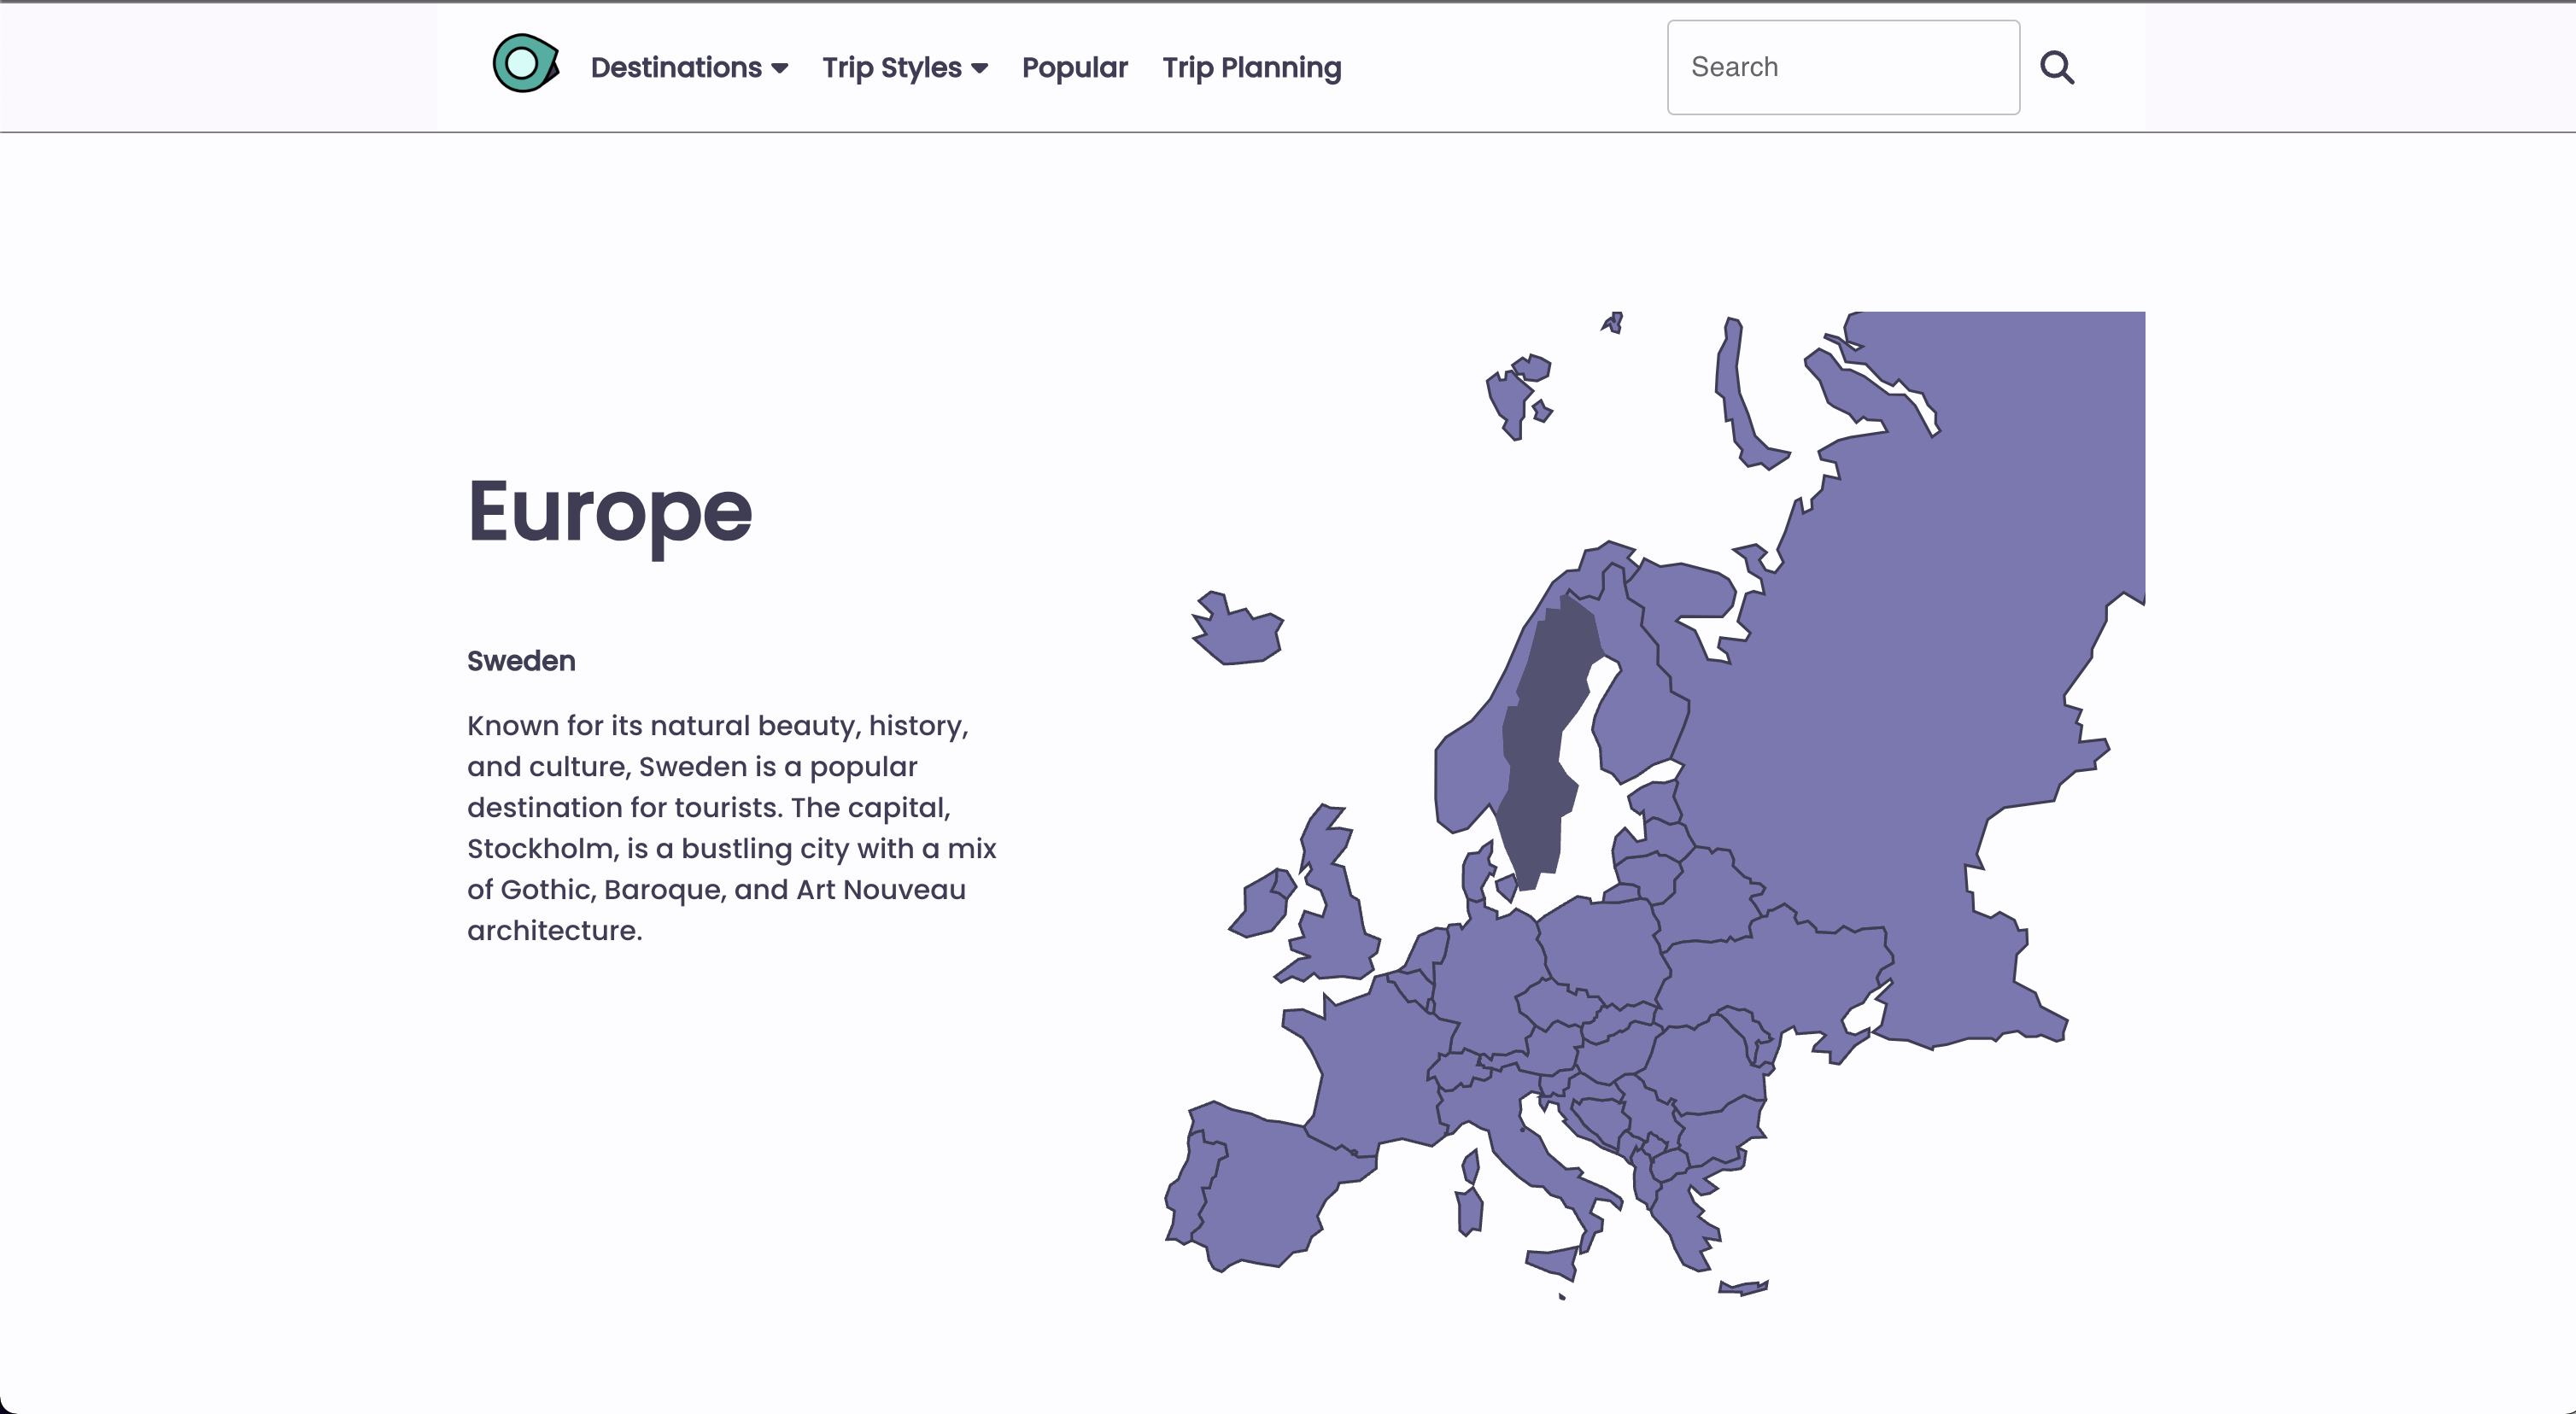 Destinations
Trip Styles
Popular
Trip Planning
Search
Europe
Sweden
Known for its natural beauty, history,
and culture, Sweden is a popular
destination for tourists. The capital,
Stockholm, is a bustling city with a mix
of Gothic, Baroque, and Art Nouveau
architecture.